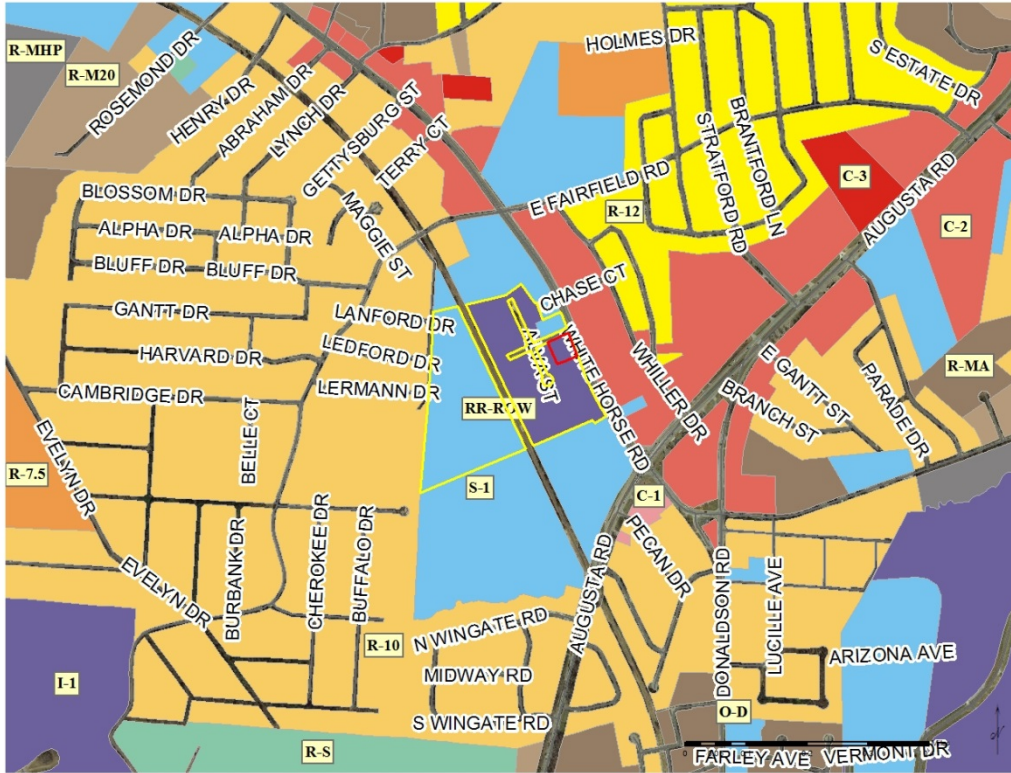 HOLMES DR
S ESTATE DR
R-MHP
R-M20
ROSEMOND DR
HENRY DR
ABRAHAM DR
LYNCH DR
GETTYSBURG ST
TERRY CT
STRATFORD RD
BRANTFORD LN
C-3
AUGUSTA RD
C-2
BLOSSOM DR
MAGGIE ST
E FAIRFIELD RD
R-12
ALPHA DR
ALPHA DR
BLUFF DR
BLUFF DR
CHASE CT
GANTT DR
LANFORD DR
HARVARD DR
LEDFORD DR
ALVA ST
WHITE HORSE RD
WHILLER DR
E GANTT ST
PARADE DR
R-MA
CAMBRIDGE DR
LERMANN DR
RR-ROW
BRANCH ST
BELLE CT
R-7.5
EVELYN DR
S-1
C-1
PECAN DR
BURBANK DR
CHEROKEE DR
BUFFALO DR
EVELYN DR
AUGUSTA RD
DONALDSON RD
LUCILLE AVE
N WINGATE RD
R-10
MIDWAY RD
ARIZONA AVE
I-1
S WINGATE RD
O-D
R-S
FARLEY AVE
VERMONT DR